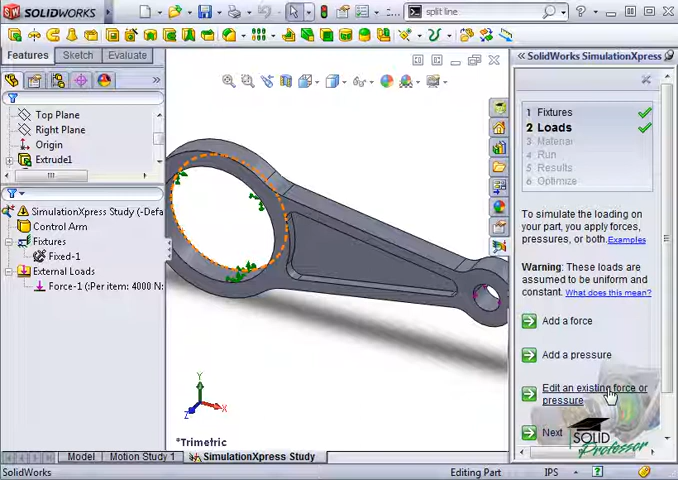 SW SOLIDWORKS
split line
Features
Sketch
Evaluate
SolidWorks SimulationXpress
Top Plane
Right Plane
Origin
Extrude1
SimulationXpress Study (-Defa
Control Arm
Fixtures
Fixed-1
External Loads
Force-1 (:Per item: 4000 N:
1 Fixtures
2 Loads
3 Material
4 Run
5 Results
6 Optimize
To simulate the loading on
your part, you apply forces,
pressures, or both. Examples
Warning: These loads are
assumed to be uniform and
constant. What does this mean?
Add a force
Add a pressure
Edit an existing force or
pressure
Next
SOLID
Professor
Y
X
Z
*Trimetric
Model
Motion Study 1
SimulationXpress Study
SolidWorks
Editing Part
IPS